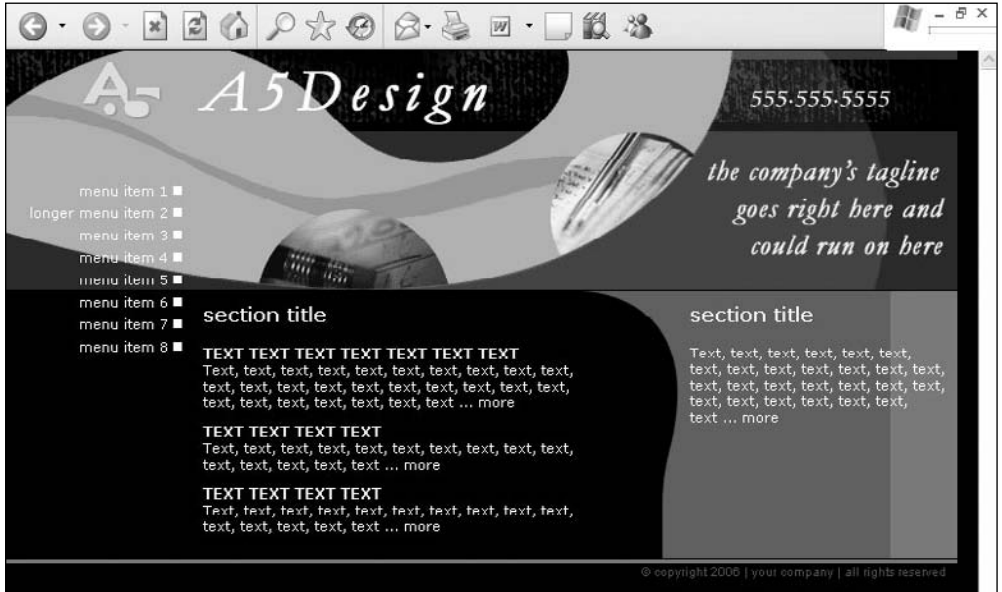 A5Design
555.555.5555
the company's tagline
goes right here and
could run on here
menu item 1
longer menu item 2
menu item 3
menu item 4
menu item 5
menu item 6
menu item 7
menu item 8
section title
TEXT TEXT TEXT TEXT TEXT TEXT TEXT
Text, text, text, text, text, text, text, text, text, text,
text, text, text, text, text, text, text, text, text, text,
text, text, text, text, text, text, text ... more
TEXT TEXT TEXT TEXT
Text, text, text, text, text, text, text, text, text, text,
text, text, text, text, text ... more
TEXT TEXT TEXT TEXT
Text, text, text, text, text, text, text, text, text, text,
text, text, text, text, text ... more
section title
Text, text, text, text, text, text,
text, text, text, text, text, text, text,
text, text, text, text, text, text, text,
text, text, text, text, text, text,
text ... more
© copyright 2006 | your company | all rights reserved